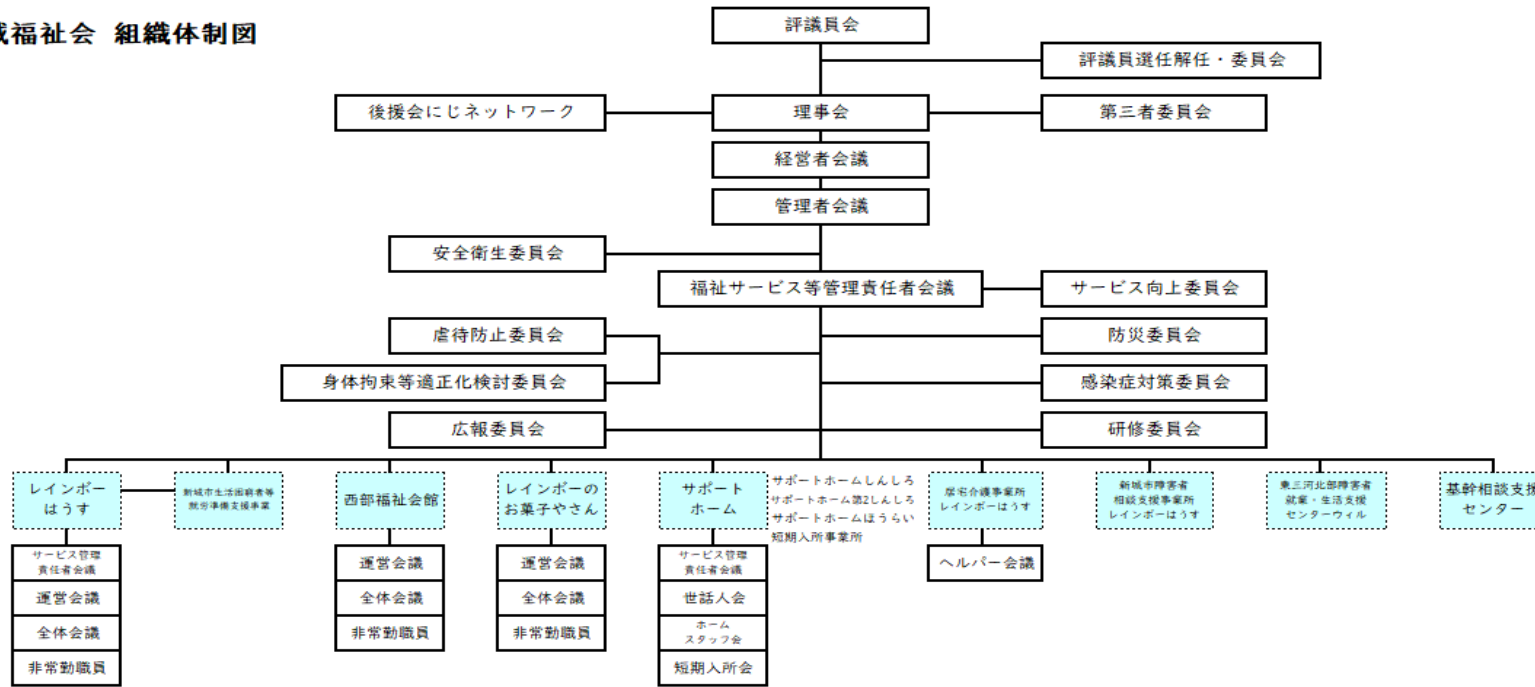 福祉会 組織体制図
評議員会
評議員選任解任・委員会
後援会にじネットワーク
理事会
第三者委員会
経営者会議
管理者会議
安全衛生委員会
福祉サービス等管理責任者会議
サービス向上委員会
虐待防止委員会
防災委員会
身体拘束等適正化検討委員会
感染症対策委員会
広報委員会
研修委員会
レインボー
はうす
新城市生活困窮者等
就労準備支援事業
西部福祉会館
レインボーの
お菓子やさん
サポート
ホーム
サポートホームしんしろ
サポートホーム第2しんしろ
サポートホームほうらい
短期入所事業所
居宅介護事業所
レインボーはうす
新城市障害者
相談支援事業所
レインボーはうす
東三河北部障害者
就業・生活支援
センターウィル
基幹相談支援
センター
サービス管理
責任者会議
運営会議
全体会議
非常勤職員
運営会議
全体会議
非常勤職員
運営会議
全体会議
非常勤職員
サービス管理
責任者会議
世話人会
ホーム
スタッフ会
短期入所会
ヘルパー会議